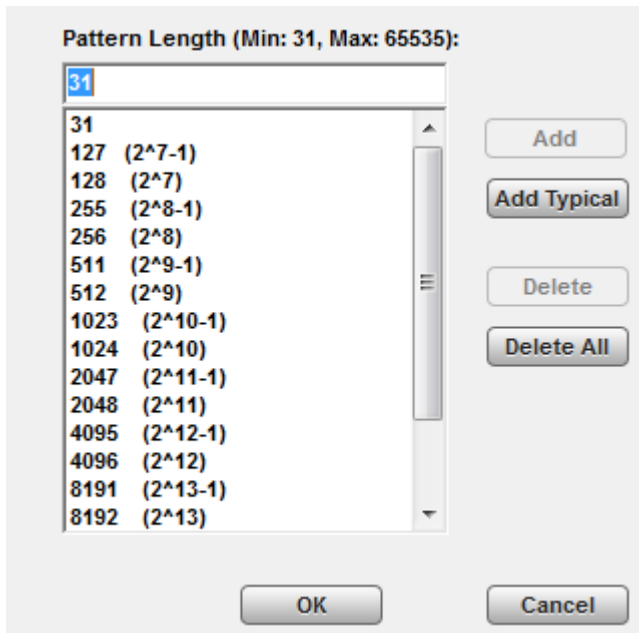 Pattern Length (Min: 31, Max: 65535):
31
31
127 (2^7-1)
128 (2^7)
255 (2^8-1)
256 (2^8)
511 (2^9-1)
512 (2^9)
1023 (2^10-1)
1024 (2^10)
2047 (2^11-1)
2048 (2^11)
4095 (2^12-1)
4096 (2^12)
8191 (2^13-1)
8192 (2^13)
Add
Add Typical
Delete
Delete All
OK
Cancel